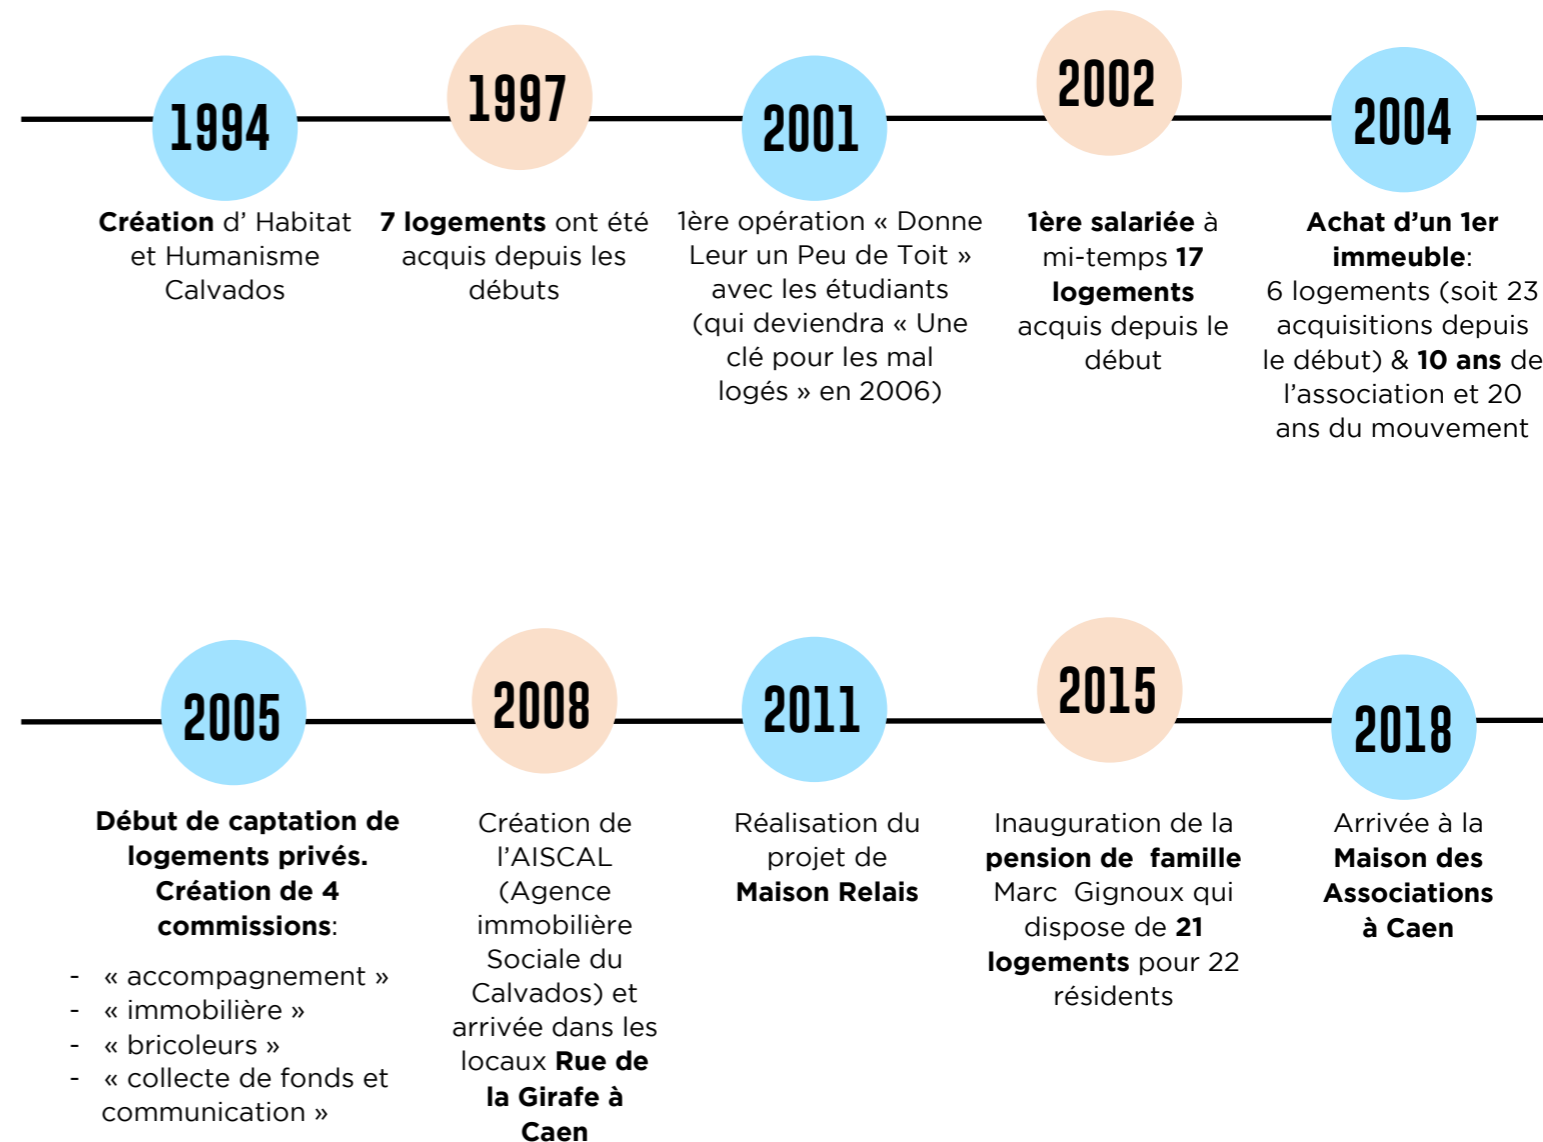 1994
Création d’ Habitat
et Humanisme
Calvados
1997
7 logements ont été
acquis depuis les
débuts
2001
1ère opération « Donne
Leur un Peu de Toit »
avec les étudiants
(qui deviendra « Une
clé pour les mal
logés » en 2006)
2002
1ère salariée à
mi-temps 17
logements
acquis depuis le
début
2004
Achat d’un 1er
immeuble:
6 logements (soit 23
acquisitions depuis
le début) & 10 ans de
l’association et 20
ans du mouvement
2005
Début de captation de
logements privés.
Création de 4
commissions:
- « accompagnement »
- « immobilière »
- « bricoleurs »
- « collecte de fonds et
communication »
2008
Création de
l’AISCAL
(Agence
immobilière
Sociale du
Calvados) et
arrivée dans les
locaux Rue de
la Girafe à
Caen
2011
Réalisation du
projet de
Maison Relais
2015
Inauguration de la
pension de famille
Marc Gignoux qui
dispose de 21
logements pour 22
résidents
2018
Arrivée à la
Maison des
Associations
à Caen